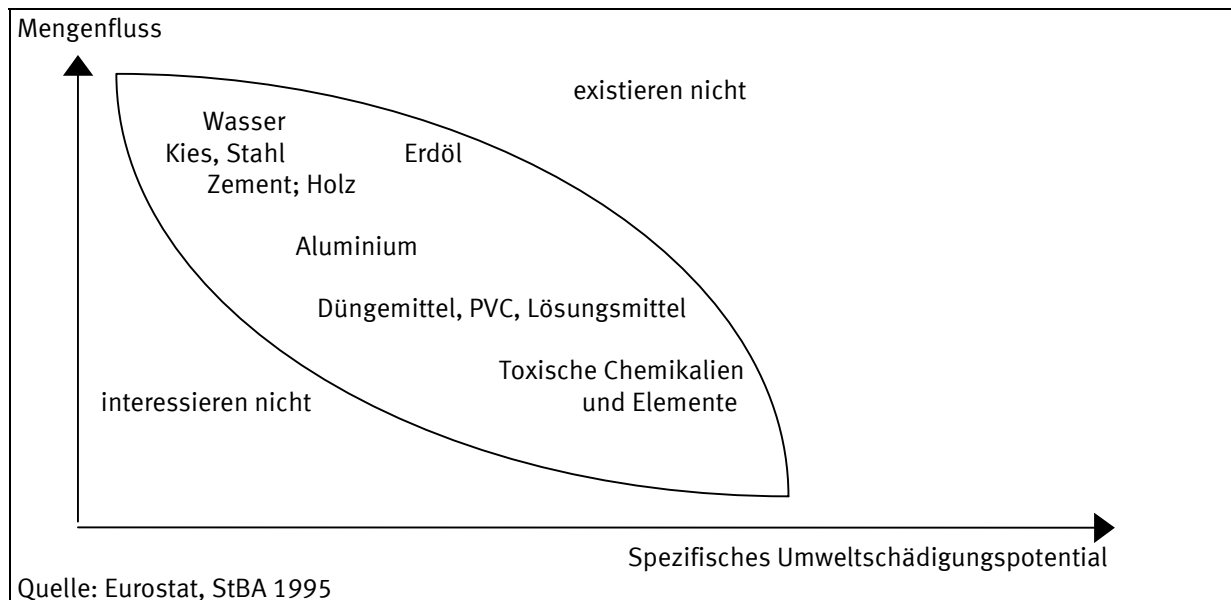 Mengenfluss
existieren nicht
Wasser
Kies, Stahl
Erdöl
Zement; Holz
Aluminium
Düngemittel, PVC, Lösungsmittel
Toxische Chemikalien
und Elemente
interessieren nicht
Spezifisches Umweltschädigungspotential
Quelle: Eurostat, StBA 1995